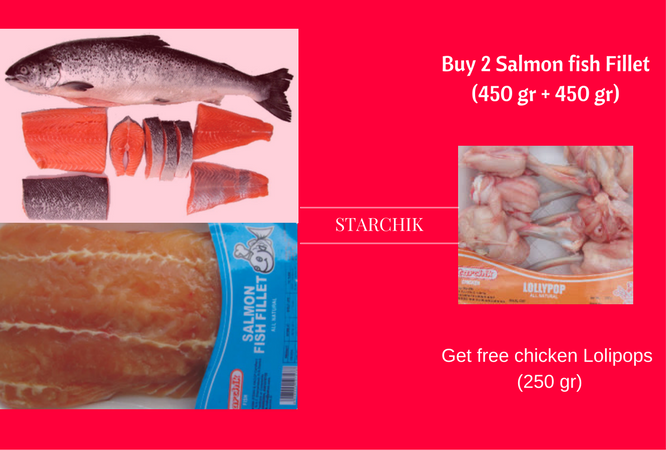 Buy 2 Salmon fish Fillet
(450 gr + 450 gr)
STARCHIK
SALMON
FISH FILLET
ALL NATURAL
FISH
LOLLYPOP
ALL NATURAL
Get free chicken Lolipops
(250 gr)